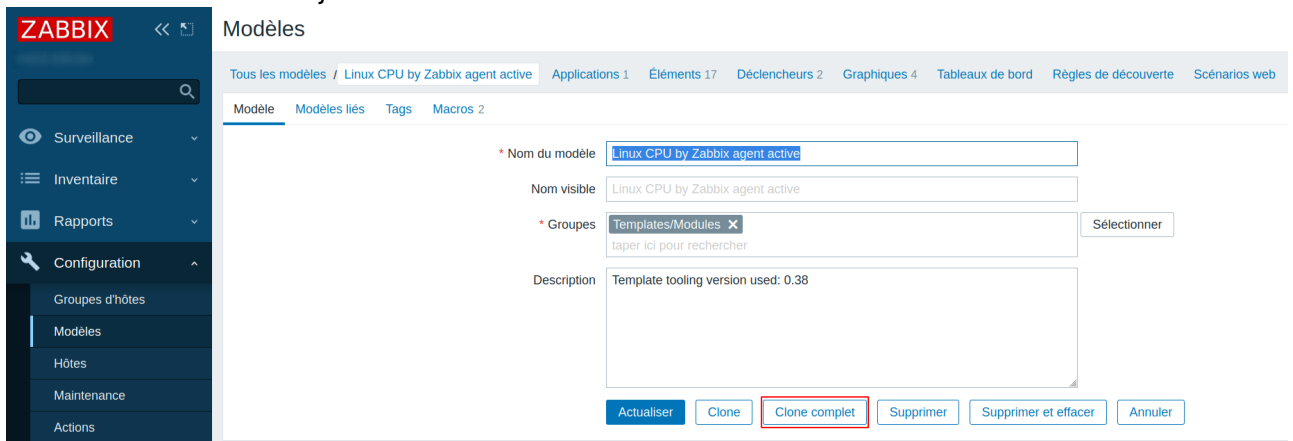 ZABBIX
Modèles
Tous les modèles / Linux CPU by Zabbix agent active Applications 1 Éléments 17 Déclencheurs 2 Graphiques 4 Tableaux de bord Règles de découverte Scénarios web
Modèle Modèles liés Tags Macros 2
Surveillance
Inventaire
Rapports
Configuration
Groupes d'hôtes
Modèles
Hôtes
Maintenance
Actions
* Nom du modèle Linux CPU by Zabbix agent active
Nom visible Linux CPU by Zabbix agent active
* Groupes Templates/Modules Sélectionner
taper ici pour rechercher
Description Template tooling version used: 0.38
Actualiser Clone Clone complet Supprimer Supprimer et effacer Annuler